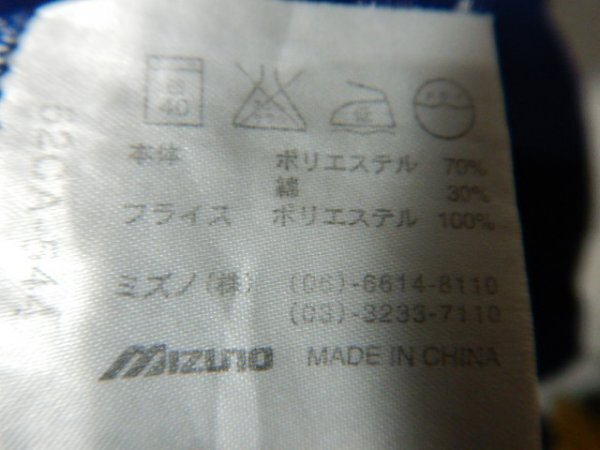 40
本体 ポリエステル 70%
綿 30%
フライス ポリエステル 100%
ミズノ(株) (06)-6614-8110
(03)-3233-7110
MIZUNO MADE IN CHINA